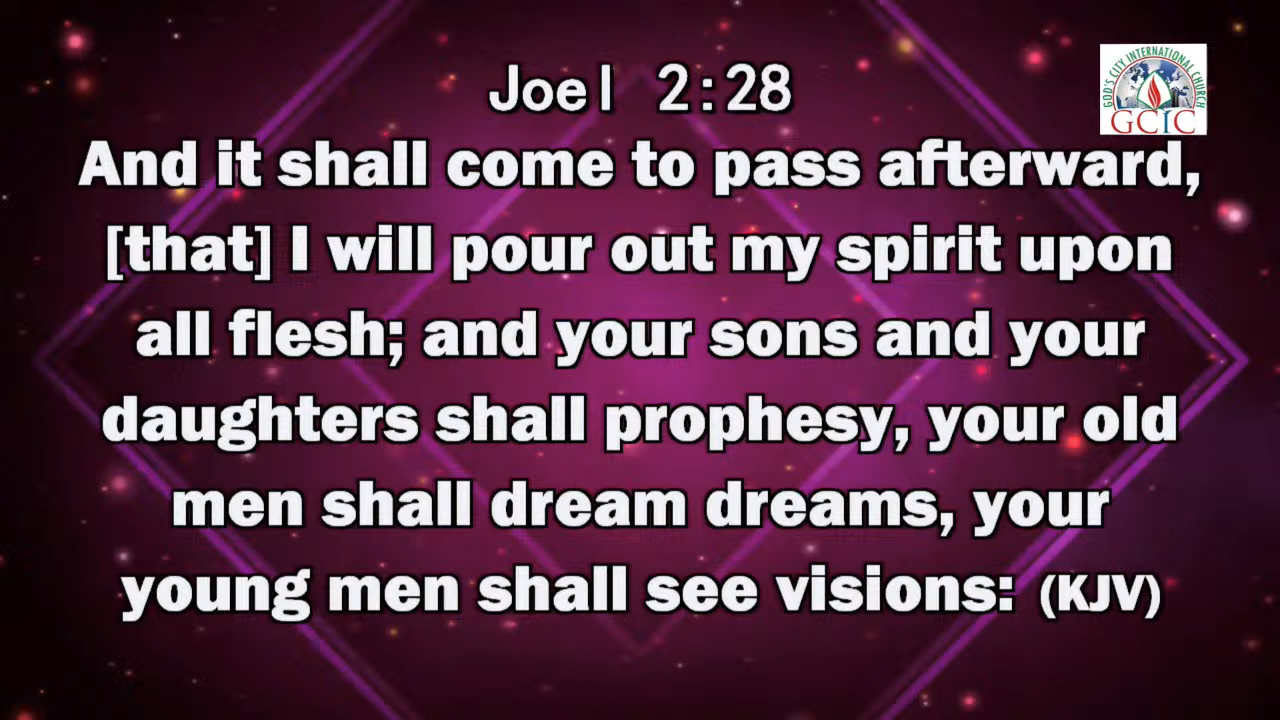 Joel 2:28
GOD'S CITY INTERNATIONAL CHURCH
GCIC
And it shall come to pass afterward,
[that] I will pour out my spirit upon
all flesh; and your sons and your
daughters shall prophesy, your old
men shall dream dreams, your
young men shall see visions: (KJV)